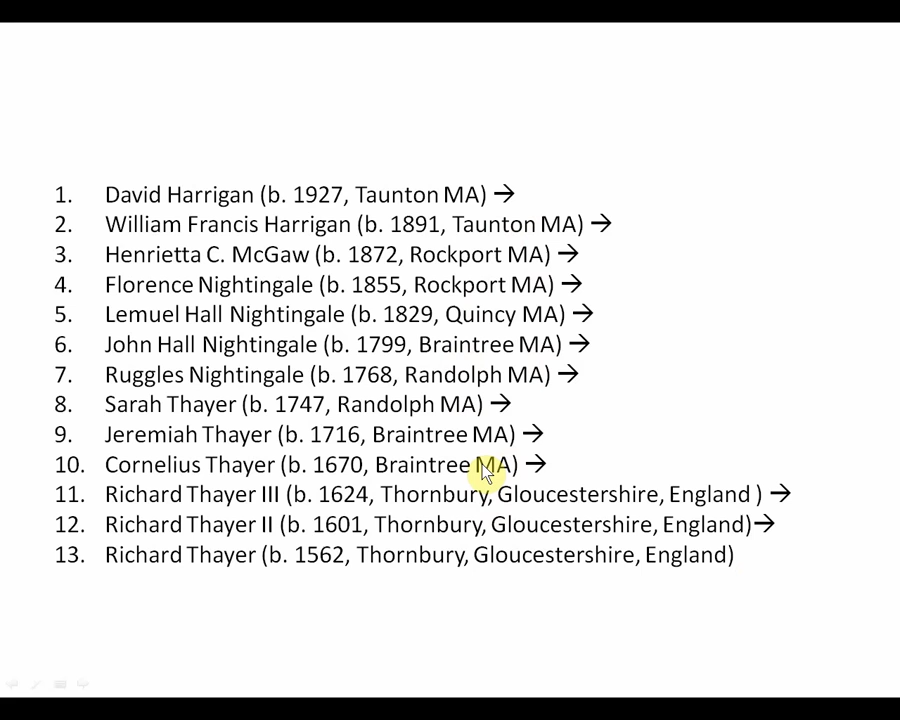 1. David Harrigan (b. 1927, Taunton MA) →
2. William Francis Harrigan (b. 1891, Taunton MA) →
3. Henrietta C. McGaw (b. 1872, Rockport MA) →
4. Florence Nightingale (b. 1855, Rockport MA) →
5. Lemuel Hall Nightingale (b. 1829, Quincy MA) →
6. John Hall Nightingale (b. 1799, Braintree MA) →
7. Ruggles Nightingale (b. 1768, Randolph MA) →
8. Sarah Thayer (b. 1747, Randolph MA) →
9. Jeremiah Thayer (b. 1716, Braintree MA) →
10. Cornelius Thayer (b. 1670, Braintree MA) →
11. Richard Thayer III (b. 1624, Thornbury, Gloucestershire, England ) →
12. Richard Thayer II (b. 1601, Thornbury, Gloucestershire, England)→
13. Richard Thayer (b. 1562, Thornbury, Gloucestershire, England)